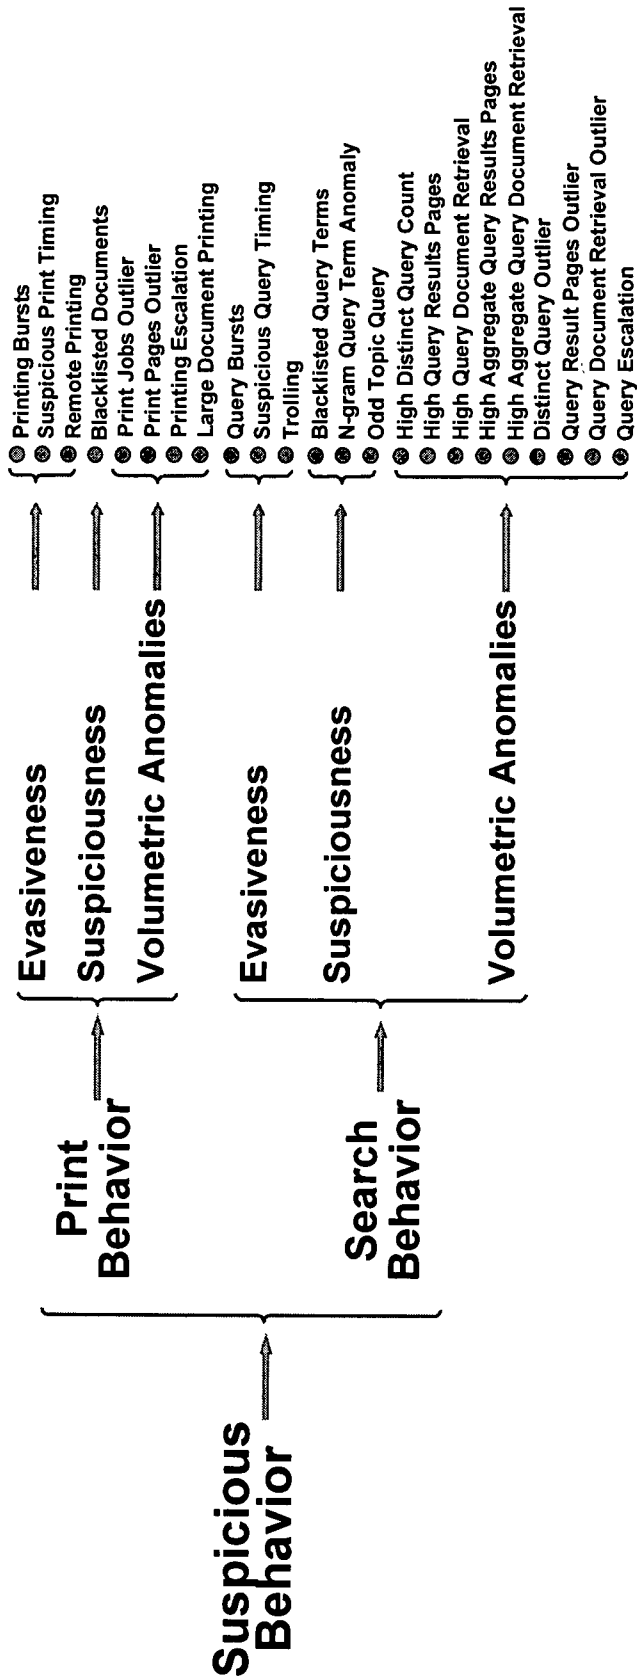 Suspicious
Behavior
Print
Behavior
Evasiveness
Printing Bursts
Suspicious Print Timing
Remote Printing
Suspiciousness
Blacklisted Documents
Volumetric Anomalies
Print Jobs Outlier
Print Pages Outlier
Printing Escalation
Large Document Printing
Search
Behavior
Evasiveness
Query Bursts
Suspicious Query Timing
Trolling
Suspiciousness
Blacklisted Query Terms
N-gram Query Term Anomaly
Odd Topic Query
Volumetric Anomalies
High Distinct Query Count
High Query Results Pages
High Query Document Retrieval
High Aggregate Query Results Pages
High Aggregate Query Document Retrieval
Distinct Query Outlier
Query Result Pages Outlier
Query Document Retrieval Outlier
Query Escalation